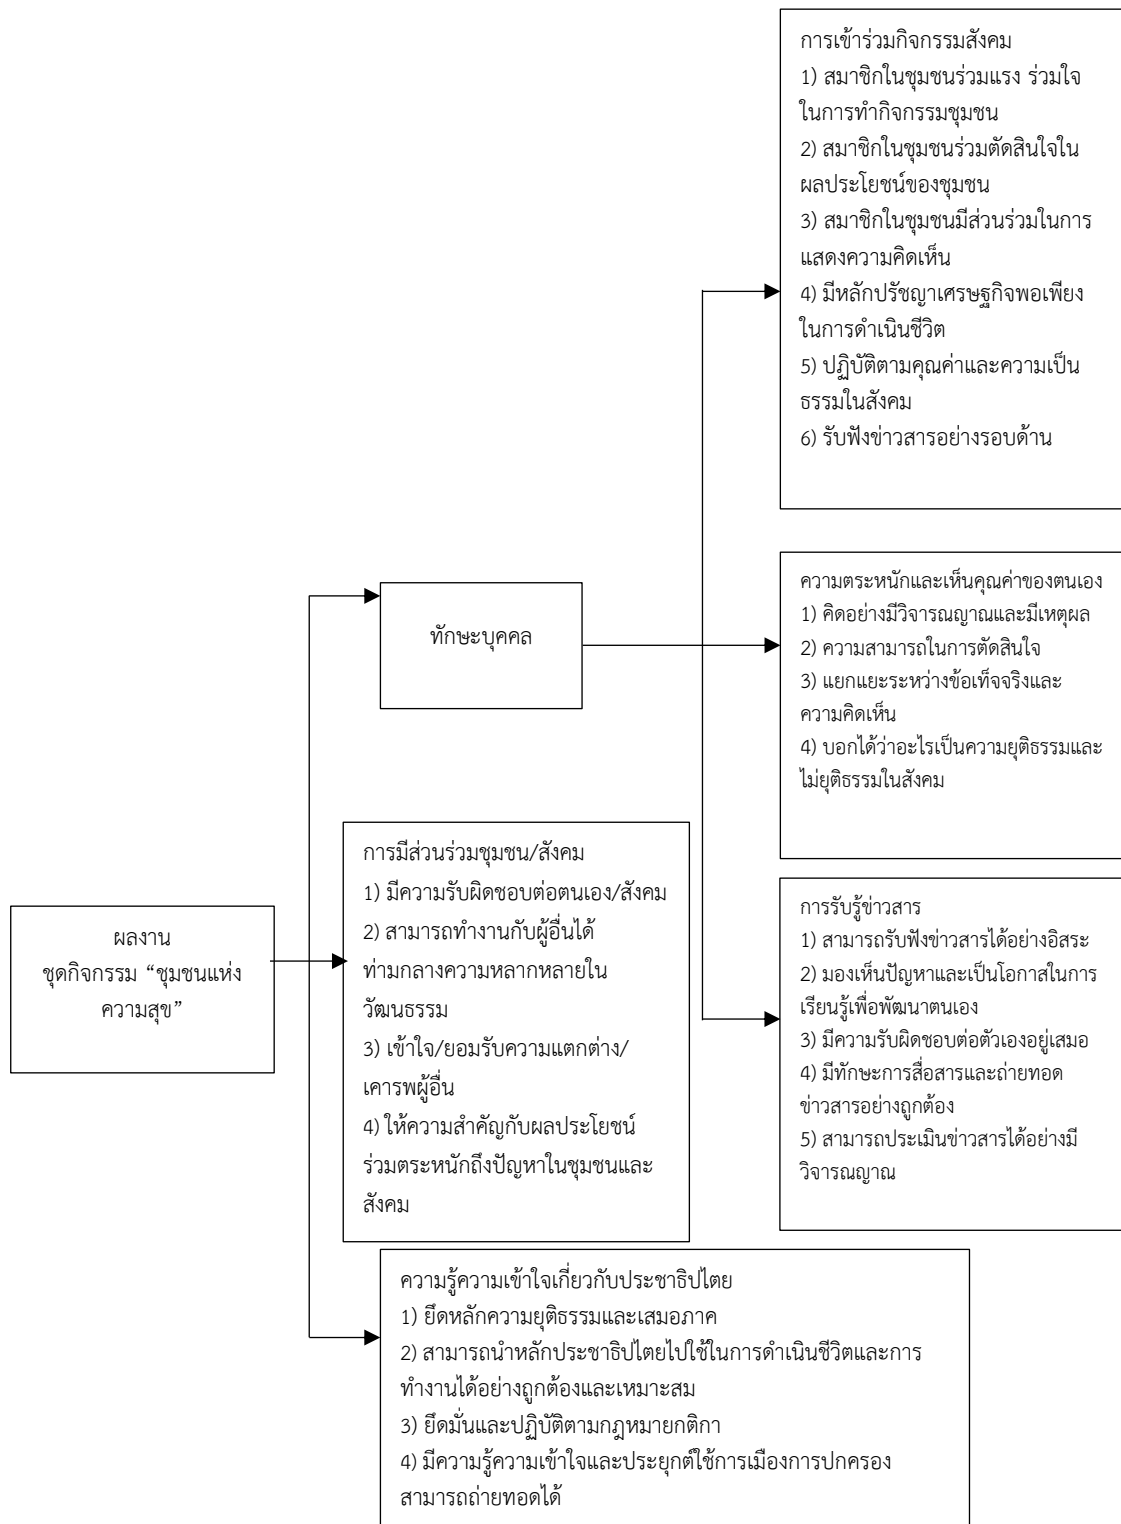 การเข้าร่วมกิจกรรมสังคม
1) สมาชิกในชุมชนร่วมแรง ร่วมใจ
ในการทำกิจกรรมชุมชน
2) สมาชิกในชุมชนร่วมตัดสินใจใน
ผลประโยชน์ของชุมชน
3) สมาชิกในชุมชนมีส่วนร่วมในการ
แสดงความคิดเห็น
4) มีหลักปรัชญาเศรษฐกิจพอเพียง
ในการดำเนินชีวิต
5) ปฏิบัติตามคุณค่าและความเป็น
ธรรมในสังคม
6) รับฟังข่าวสารอย่างรอบด้าน
ทักษะบุคคล
ความตระหนักและเห็นคุณค่าของตนเอง
1) คิดอย่างมีวิจารณญาณและมีเหตุผล
2) ความสามารถในการตัดสินใจ
3) แยกแยะระหว่างข้อเท็จจริงและ
ความคิดเห็น
4) บอกได้ว่าอะไรเป็นความยุติธรรมและ
ไม่ยุติธรรมในสังคม
ผลงาน
ชุดกิจกรรม “ชุมชนแห่ง
ความสุข”
การมีส่วนร่วมชุมชน/สังคม
1) มีความรับผิดชอบต่อตนเอง/สังคม
2) สามารถทำงานกับผู้อื่นได้
ท่ามกลางความหลากหลายใน
วัฒนธรรม
3) เข้าใจ/ยอมรับความแตกต่าง/
เคารพผู้อื่น
4) ให้ความสำคัญกับผลประโยชน์
ร่วมตระหนักถึงปัญหาในชุมชนและ
สังคม
การรับรู้ข่าวสาร
1) สามารถรับฟังข่าวสารได้อย่างอิสระ
2) มองเห็นปัญหาและเป็นโอกาสในการ
เรียนรู้เพื่อพัฒนาตนเอง
3) มีความรับผิดชอบต่อตัวเองอยู่เสมอ
4) มีทักษะการสื่อสารและถ่ายทอด
ข่าวสารอย่างถูกต้อง
5) สามารถประเมินข่าวสารได้อย่างมี
วิจารณญาณ
ความรู้ความเข้าใจเกี่ยวกับประชาธิปไตย
1) ยึดหลักความยุติธรรมและเสมอภาค
2) สามารถนำหลักประชาธิปไตยไปใช้ในการดำเนินชีวิตและการ
ทำงานได้อย่างถูกต้องและเหมาะสม
3) ยึดมั่นและปฏิบัติตามกฎหมายกติกา
4) มีความรู้ความเข้าใจและประยุกต์ใช้การเมืองการปกครอง
สามารถถ่ายทอดได้